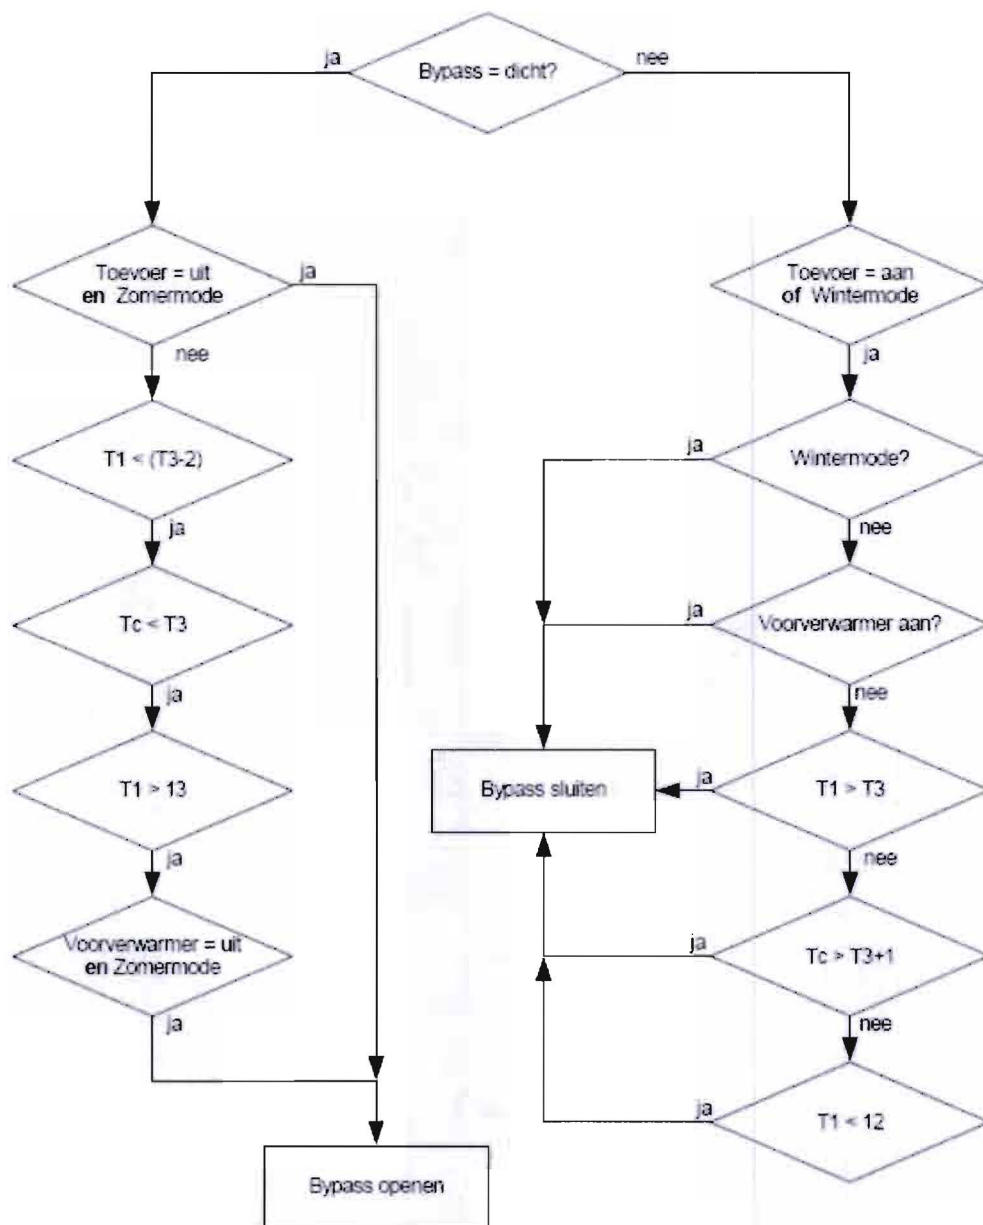 Bypass = dicht?
ja
nee
Toevoer = uit
en Zomermode
ja
nee
T1 < (T3-2)
ja
Tc < T3
ja
T1 > 13
ja
Voorverwarmer = uit
en Zomermode
ja
Bypass openen
Toevoer = aan
of Wintermode
ja
Wintermode?
ja
nee
Voorverwarmer aan?
ja
nee
T1 > T3
ja
nee
Bypass sluiten
Tc > T3+1
ja
nee
T1 < 12
ja